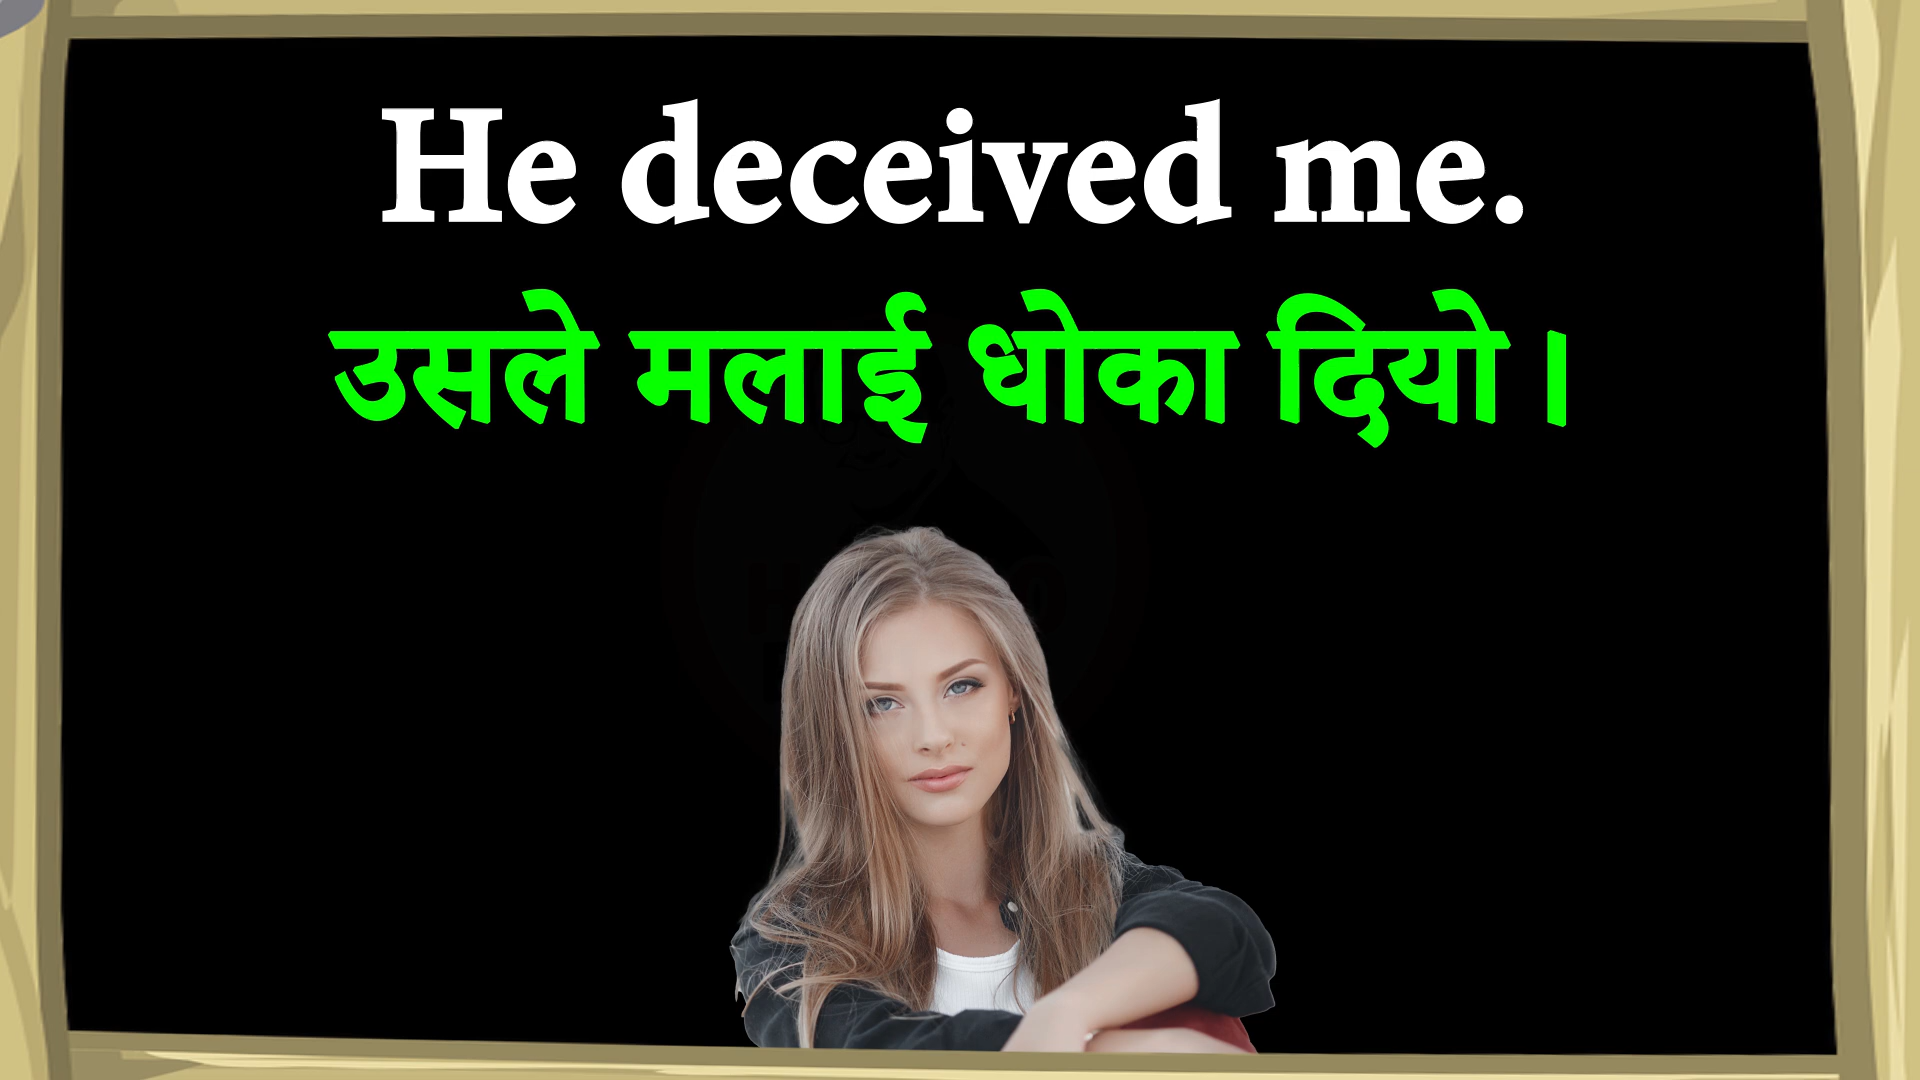 He deceived me.
उसले मलाई धोका दियो ।